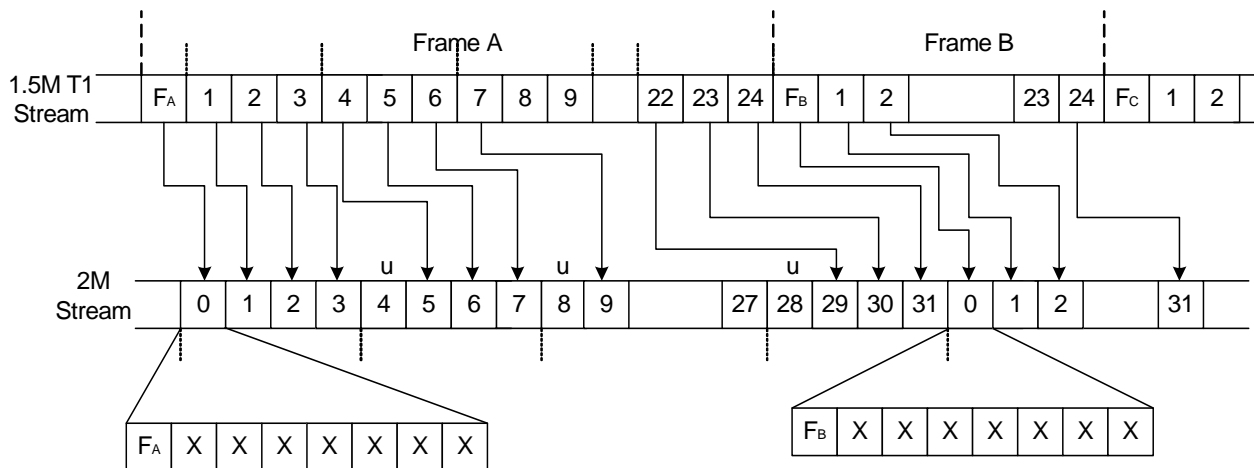 Frame A Frame B
1.5M T1 Stream
FA 1 2 3 4 5 6 7 8 9 22 23 24 FB 1 2 23 24 FC 1 2
u u u
2M Stream
0 1 2 3 4 5 6 7 8 9 27 28 29 30 31 0 1 2 31
FA X X X X X X X
FB X X X X X X X